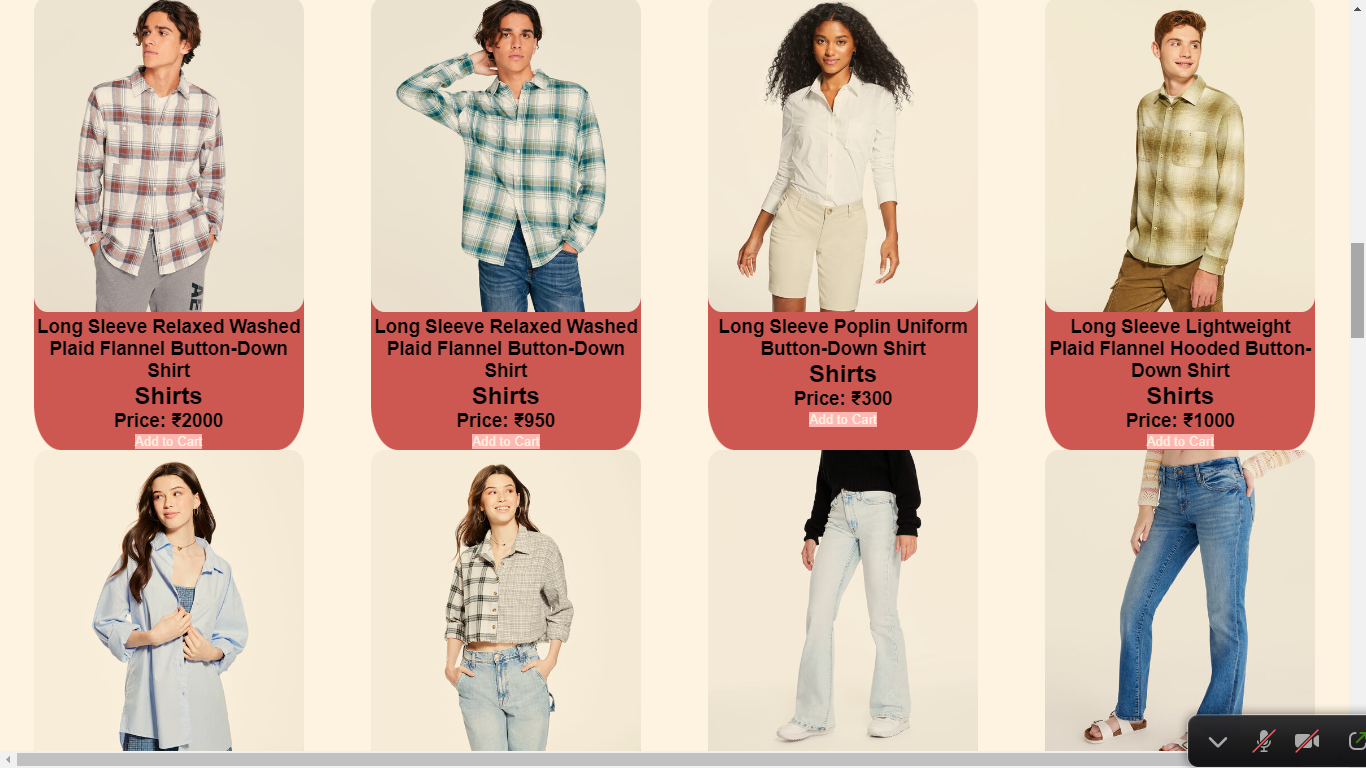 AE
Long Sleeve Relaxed Washed
Plaid Flannel Button-Down
Shirt
Shirts
Price: ₹2000
Add to Cart
Long Sleeve Relaxed Washed
Plaid Flannel Button-Down
Shirt
Shirts
Price: ₹950
Add to Cart
Long Sleeve Poplin Uniform
Button-Down Shirt
Shirts
Price: ₹300
Add to Cart
Long Sleeve Lightweight
Plaid Flannel Hooded Button-
Down Shirt
Shirts
Price: ₹1000
Add to Cart